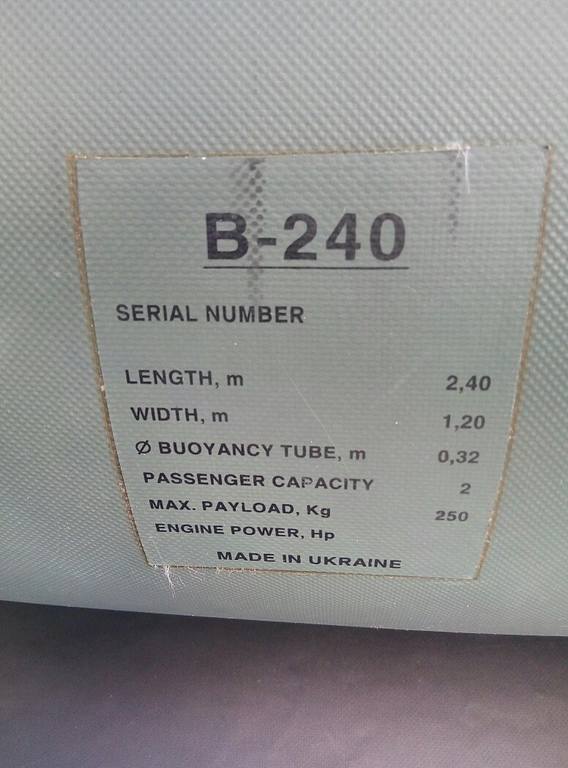 B-240
SERIAL NUMBER
LENGTH, m 2,40
WIDTH, m 1,20
Ø BUOYANCY TUBE, m 0,32
PASSENGER CAPACITY 2
MAX. PAYLOAD, Kg 250
ENGINE POWER, Hp
MADE IN UKRAINE